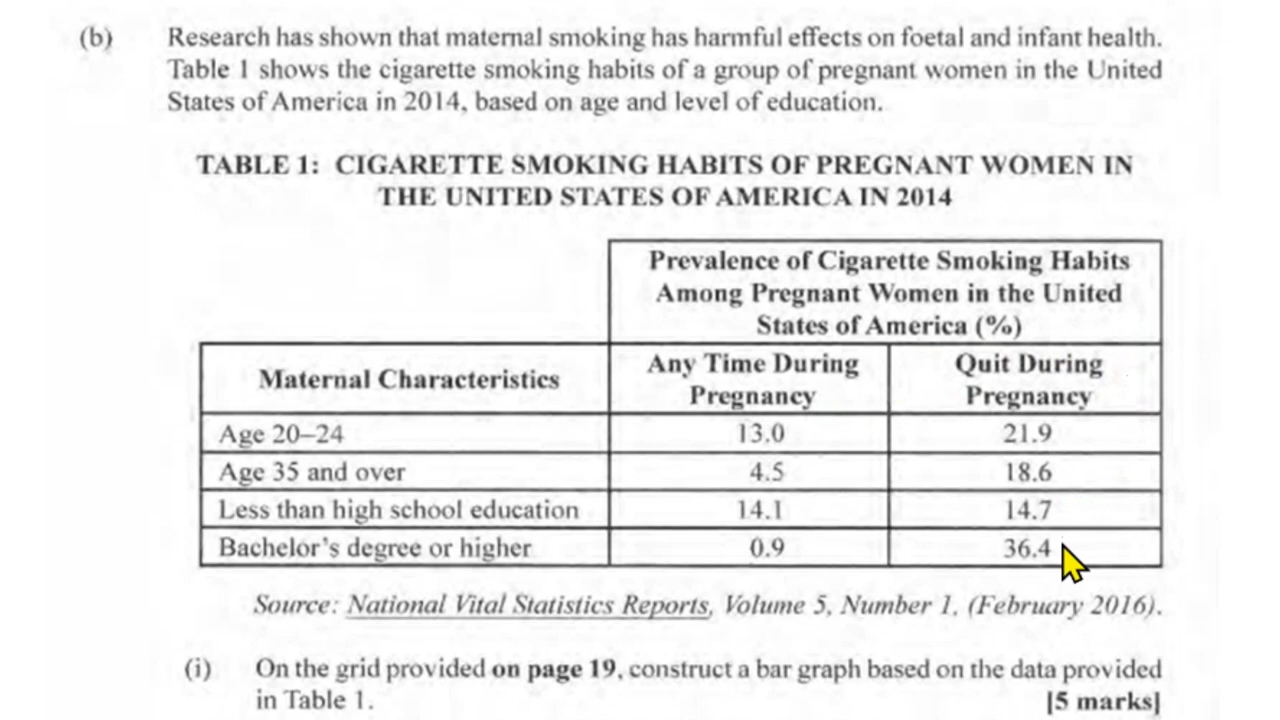 (b) Research has shown that maternal smoking has harmful effects on foetal and infant health.
Table 1 shows the cigarette smoking habits of a group of pregnant women in the United
States of America in 2014, based on age and level of education.
TABLE 1: CIGARETTE SMOKING HABITS OF PREGNANT WOMEN IN
THE UNITED STATES OF AMERICA IN 2014
Prevalence of Cigarette Smoking Habits
Among Pregnant Women in the United
States of America (%)
Maternal Characteristics
Any Time During
Pregnancy
Quit During
Pregnancy
Age 20–24 13.0 21.9
Age 35 and over 4.5 18.6
Less than high school education 14.1 14.7
Bachelor's degree or higher 0.9 36.4
Source: National Vital Statistics Reports, Volume 5, Number 1, (February 2016).
(i) On the grid provided on page 19, construct a bar graph based on the data provided
in Table 1. [5 marks]